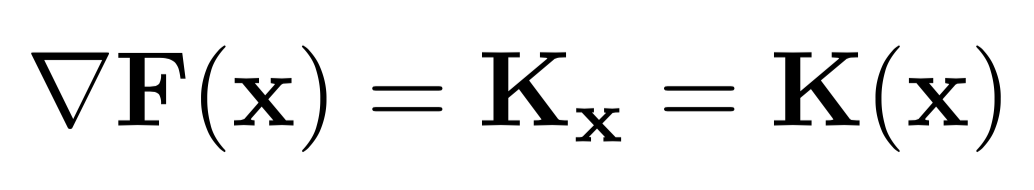 ∇𝐅(𝐱) = 𝐊ₓ = 𝐊(𝐱)